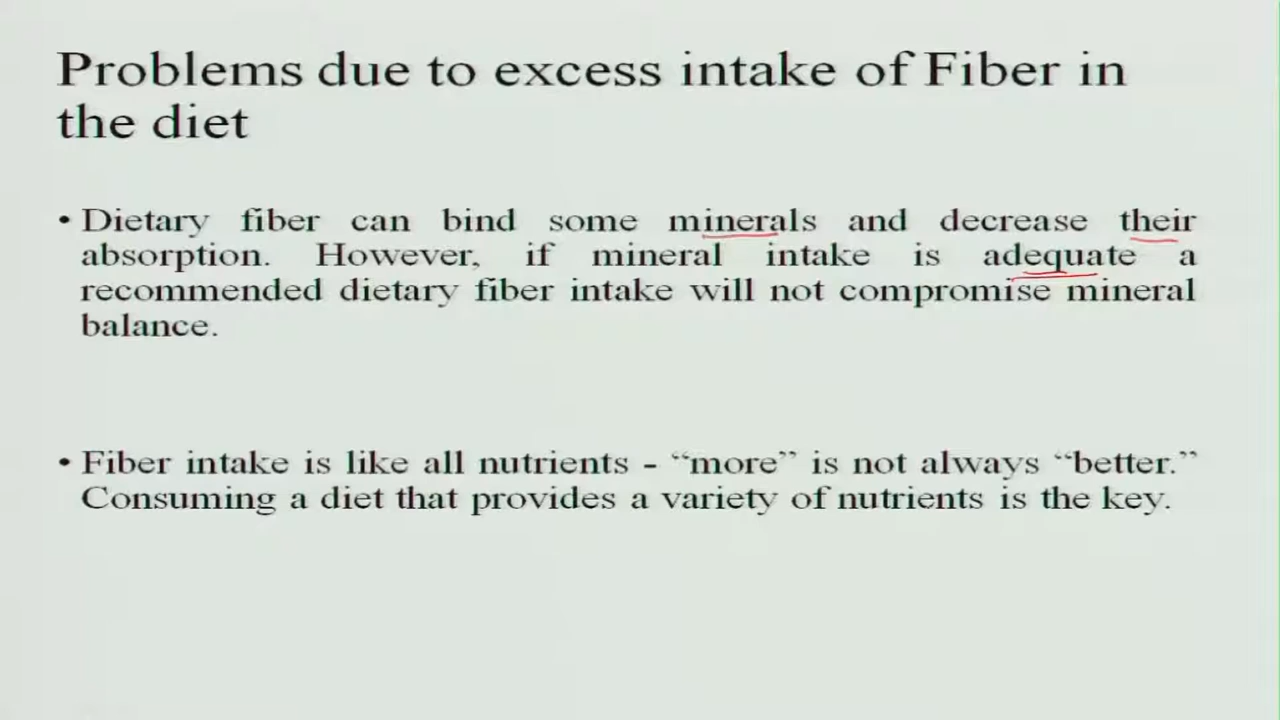 Problems due to excess intake of Fiber in
the diet
• Dietary fiber can bind some minerals and decrease their
absorption. However, if mineral intake is adequate a
recommended dietary fiber intake will not compromise mineral
balance.
• Fiber intake is like all nutrients - “more” is not always “better.”
Consuming a diet that provides a variety of nutrients is the key.